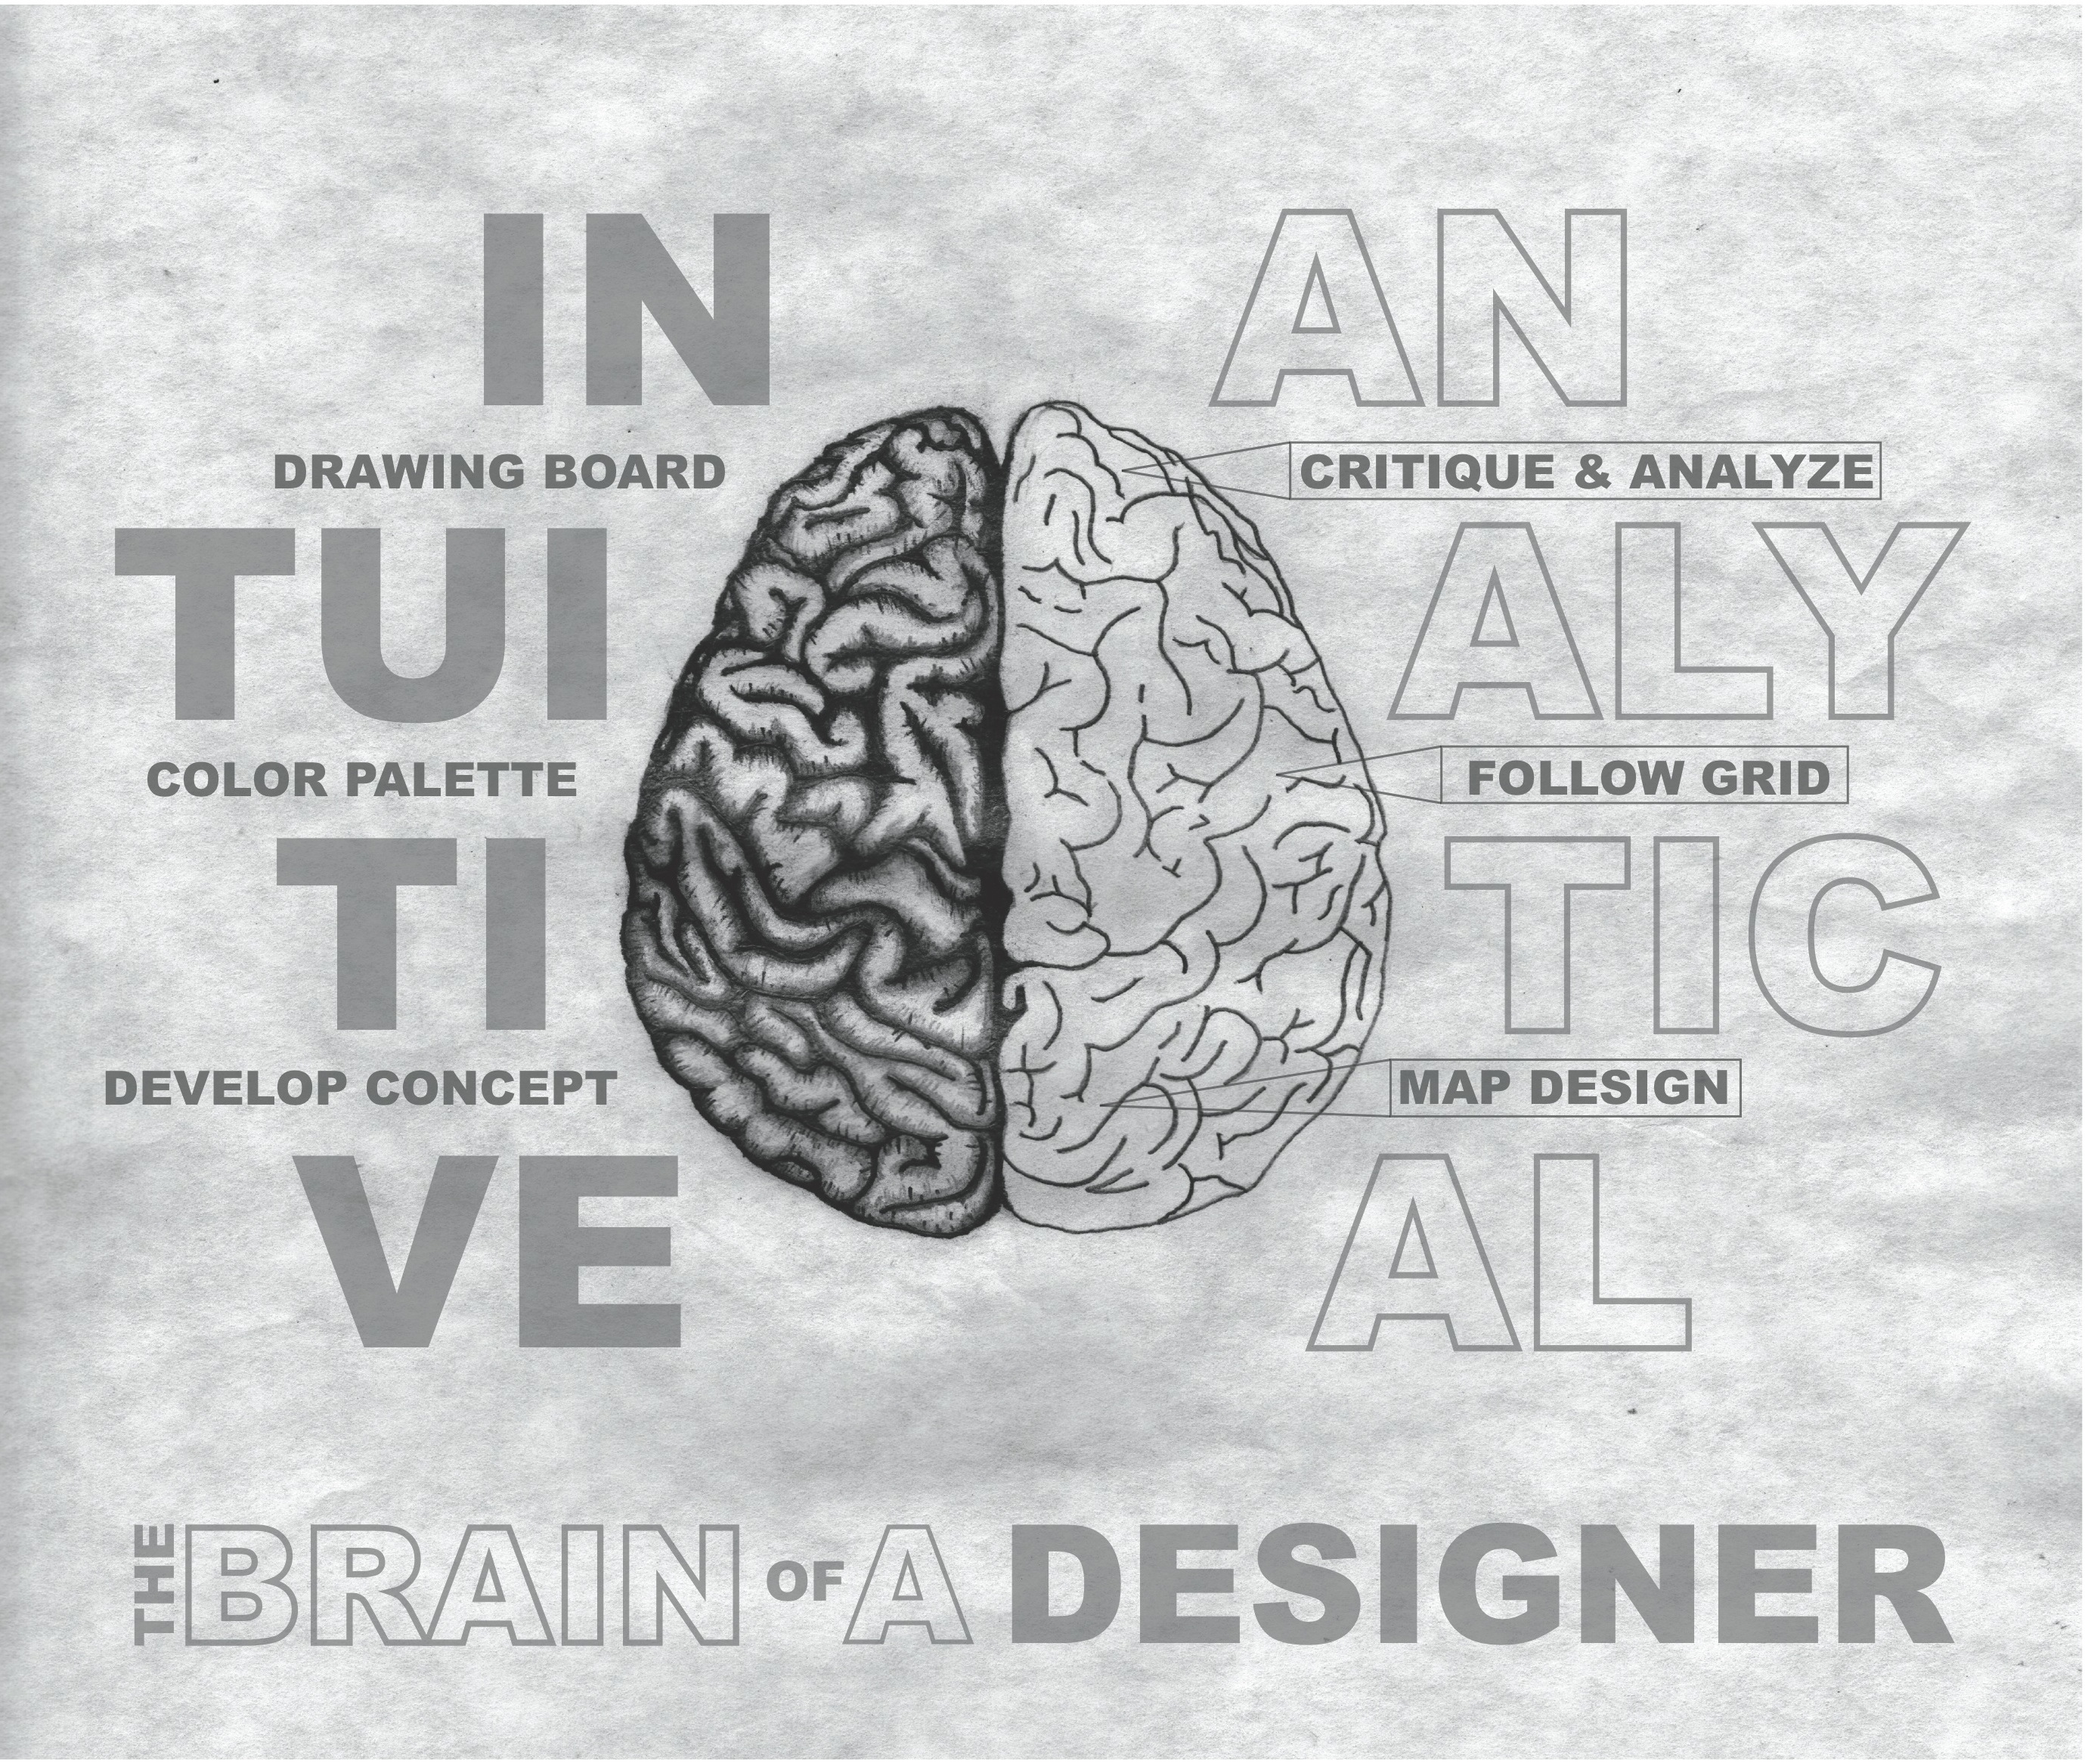 IN
DRAWING BOARD
TUI
COLOR PALETTE
TI
DEVELOP CONCEPT
VE
AN
CRITIQUE & ANALYZE
ALY
FOLLOW GRID
TIC
MAP DESIGN
AL
THE BRAIN OF A DESIGNER